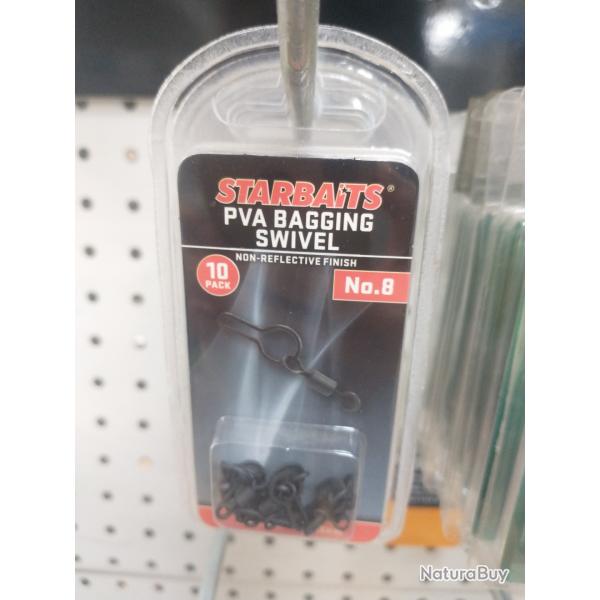 STARBAITS®
PVA BAGGING
SWIVEL
NON-REFLECTIVE FINISH
10
PACK
No.8
NaturaBuy